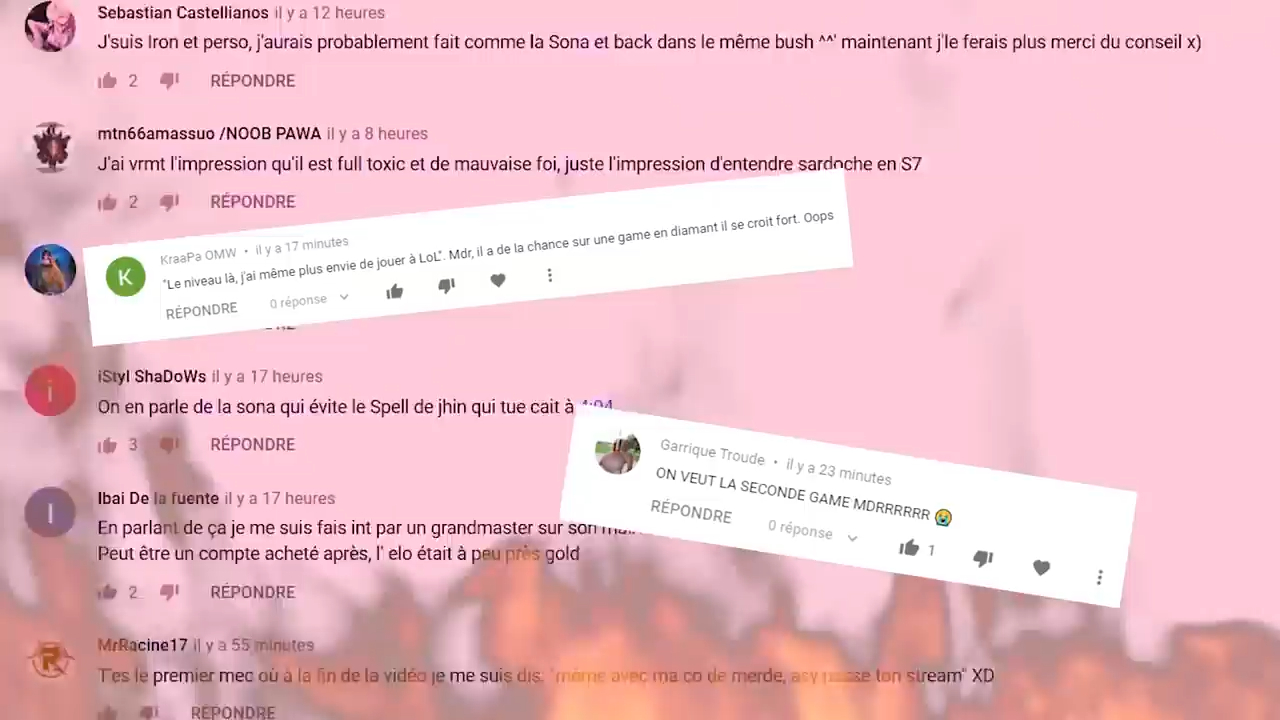 Sebastian Castellianos il y a 12 heures
J'suis Iron et perso, j'aurais probablement fait comme la Sona et back dans le même bush ^^' maintenant j'le ferais plus merci du conseil x)
2 RÉPONDRE
mtn66amassuo /NOOB PAWA il y a 8 heures
J'ai vrmt l'impression qu'il est full toxic et de mauvaise foi, juste l'impression d'entendre sardoche en S7
2 RÉPONDRE
K
KraaPa OMW • il y a 17 minutes
"Le niveau là, j'ai même plus envie de jouer à LoL". Mdr, il a de la chance sur une game en diamant il se croit fort. Oops
RÉPONDRE 0 réponse
i
iStyl ShaDoWs il y a 17 heures
On en parle de la sona qui évite le Spell de jhin qui tue cait à
3 RÉPONDRE
Garrique Troude • il y a 23 minutes
ON VEUT LA SECONDE GAME MDRRRRRR 😭
RÉPONDRE 0 réponse 1
I
Ibai De la fuente il y a 17 heures
En parlant de ça je me suis fais int par un grandmaster sur son
Peut être un compte acheté après, l' elo était à peu près gold
2 RÉPONDRE
R
MrRacine17 il y a 55 minutes
T'es le premier mec où à la fin de la vidéo je me suis dis, "même avec ma co de merde, asy passe ton stream" XD
RÉPONDRE